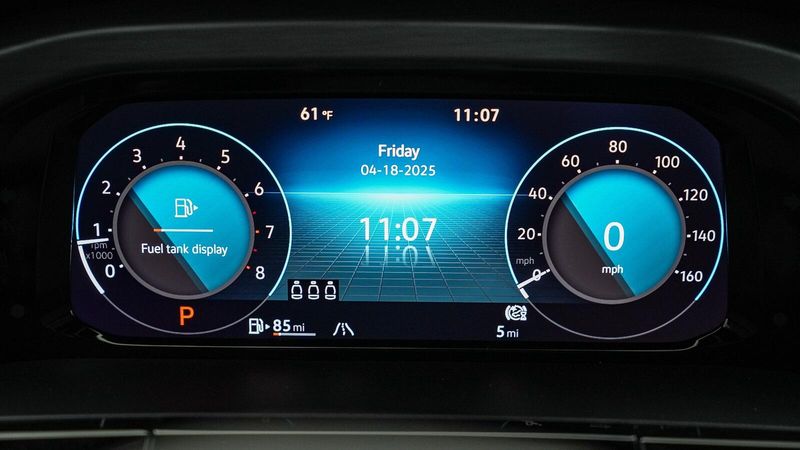 61 °F 11:07
Friday
04-18-2025
11:07
4
3 5
2 6
1 7
rpm
x1000
0 8
Fuel tank display
P
85 mi
80
60 100
40 120
20 140
mph
0 160
0
mph
5 mi